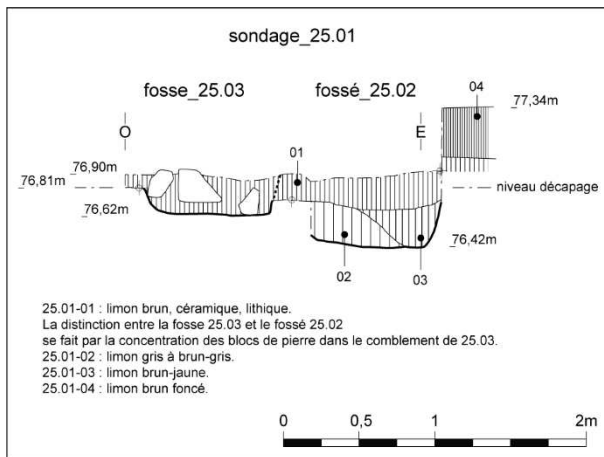 sondage_25.01
fosse_25.03
fossé_25.02
04
77,34m
O
E
01
76,90m
76,81m
niveau décapage
76,62m
76,42m
02
03
25.01-01 : limon brun, céramique, lithique.
La distinction entre la fosse 25.03 et le fossé 25.02
se fait par la concentration des blocs de pierre dans le comblement de 25.03.
25.01-02 : limon gris à brun-gris.
25.01-03 : limon brun-jaune.
25.01-04 : limon brun foncé.
0 0,5 1 2m